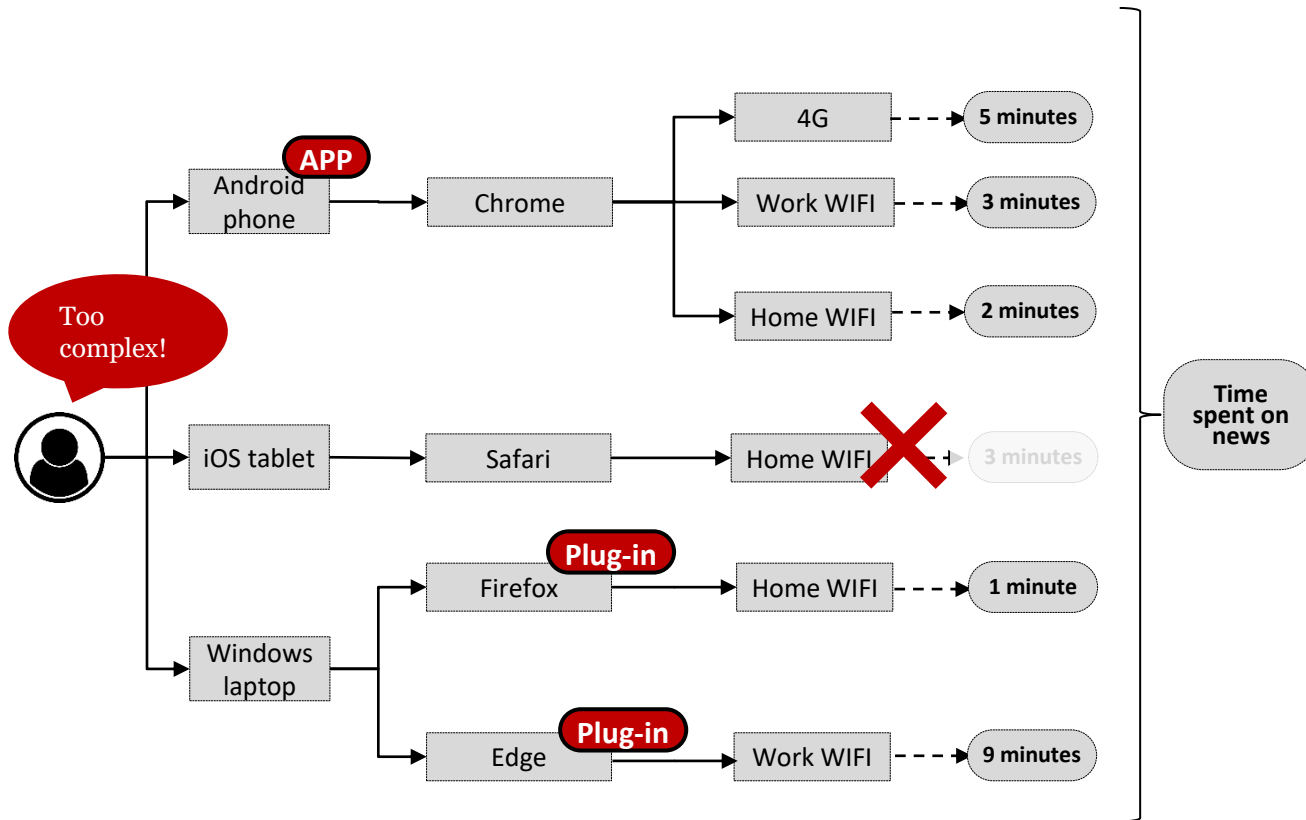 4G
5 minutes
APP
Android
phone
Chrome
Work WIFI
3 minutes
Too
complex!
Home WIFI
2 minutes
Time
spent on
news
iOS tablet
Safari
Home WIFI
3 minutes
Plug-in
Firefox
Home WIFI
1 minute
Windows
laptop
Plug-in
Edge
Work WIFI
9 minutes